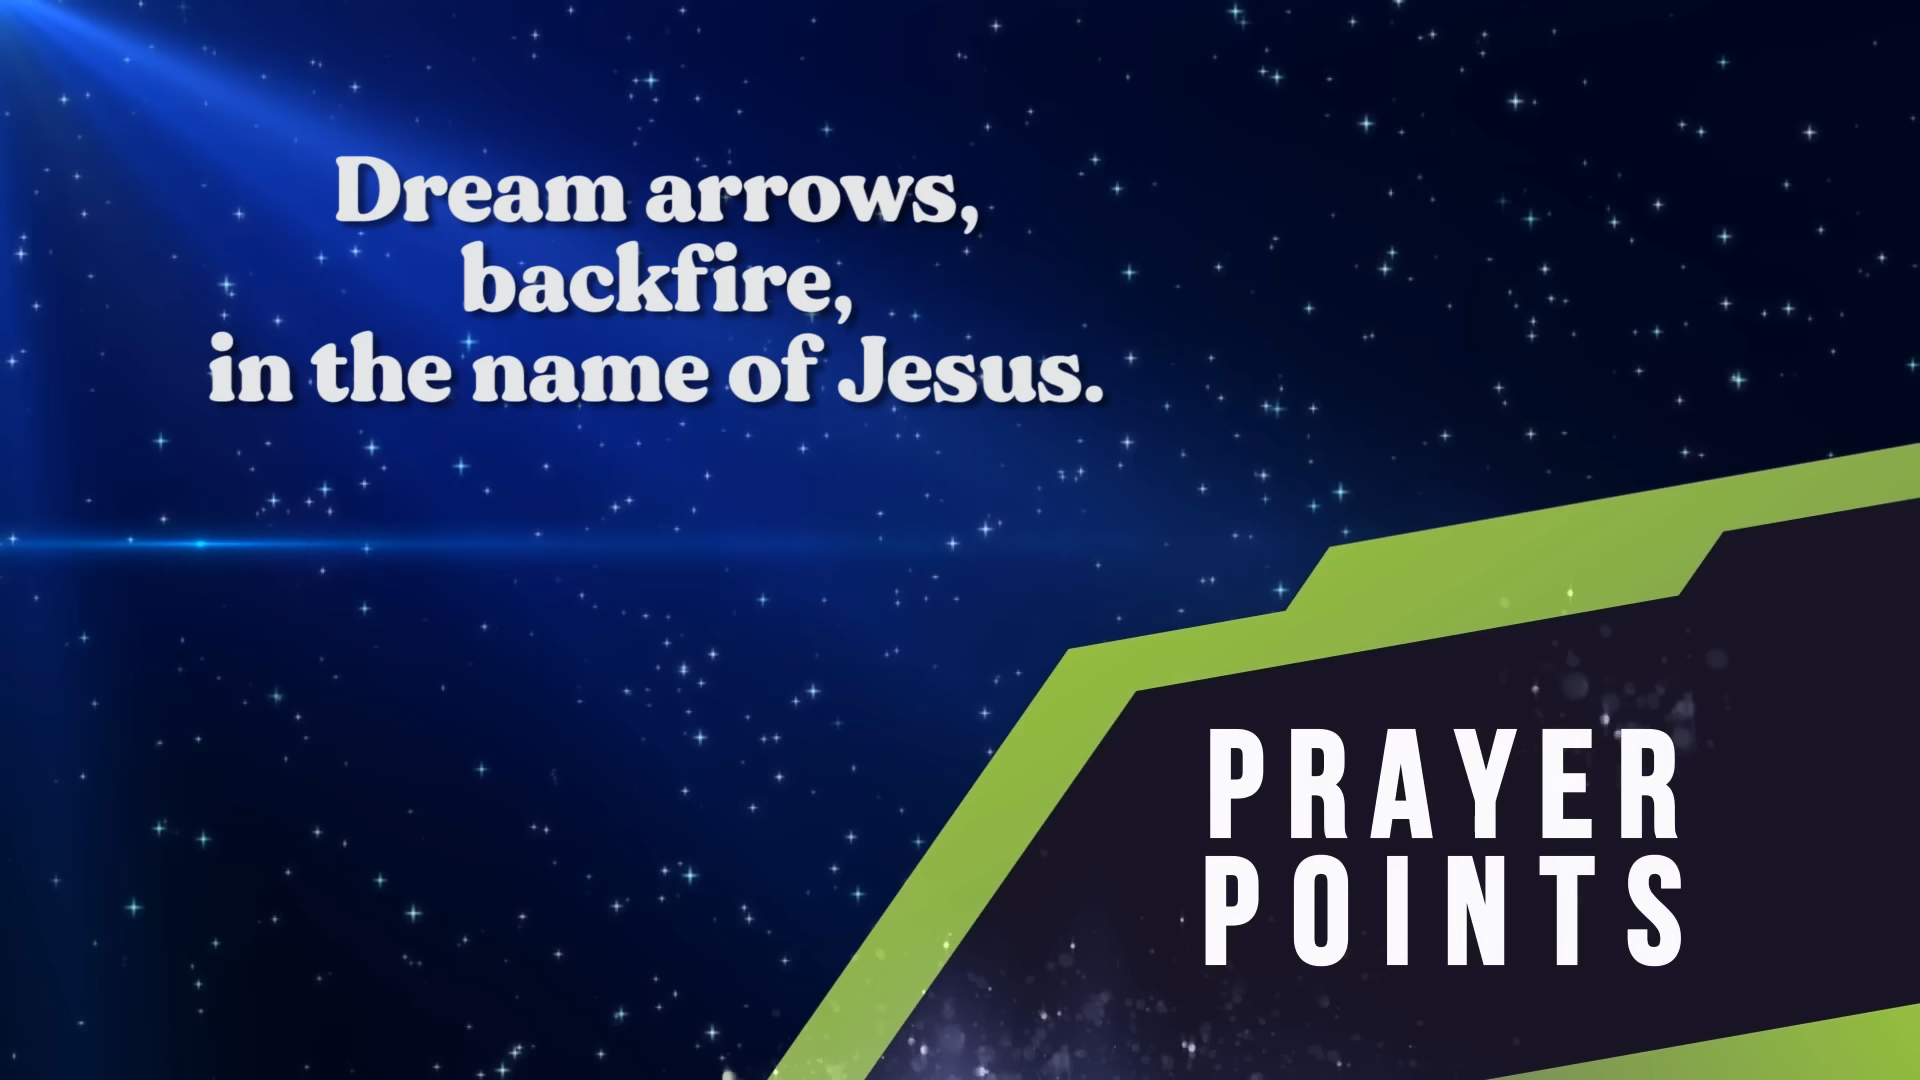 Dream arrows,
backfire,
in the name of Jesus.
PRAYER
POINTS